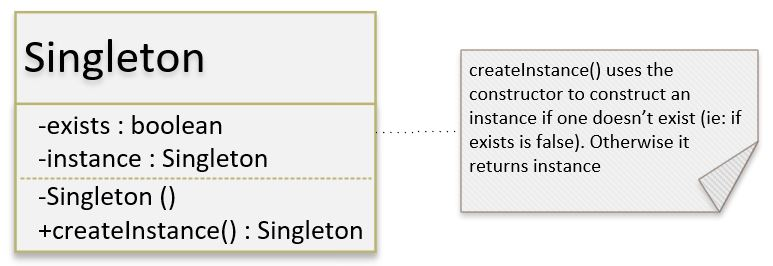 Singleton
-exists : boolean
-instance : Singleton
-Singleton ()
+createInstance() : Singleton
createInstance() uses the
constructor to construct an
instance if one doesn’t exist (ie: if
exists is false). Otherwise it
returns instance